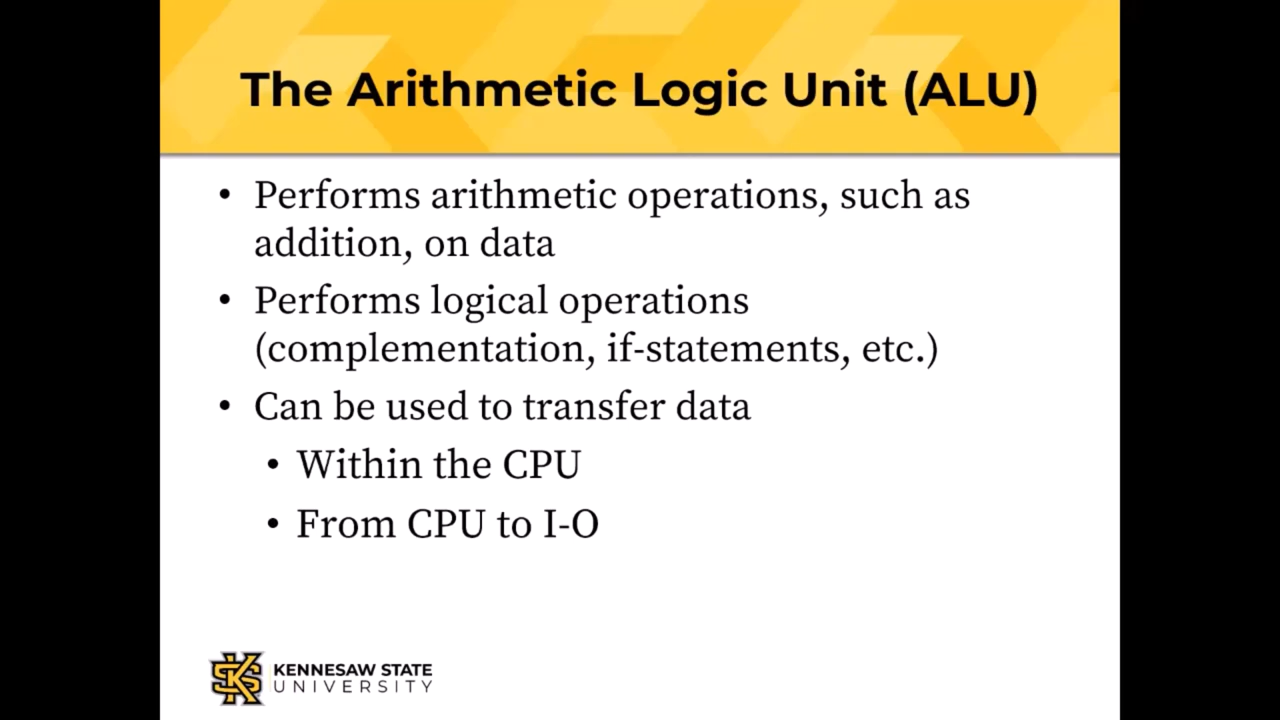 The Arithmetic Logic Unit (ALU)
• Performs arithmetic operations, such as
addition, on data
• Performs logical operations
(complementation, if-statements, etc.)
• Can be used to transfer data
• Within the CPU
• From CPU to I-O
KENNESAW STATE
UNIVERSITY